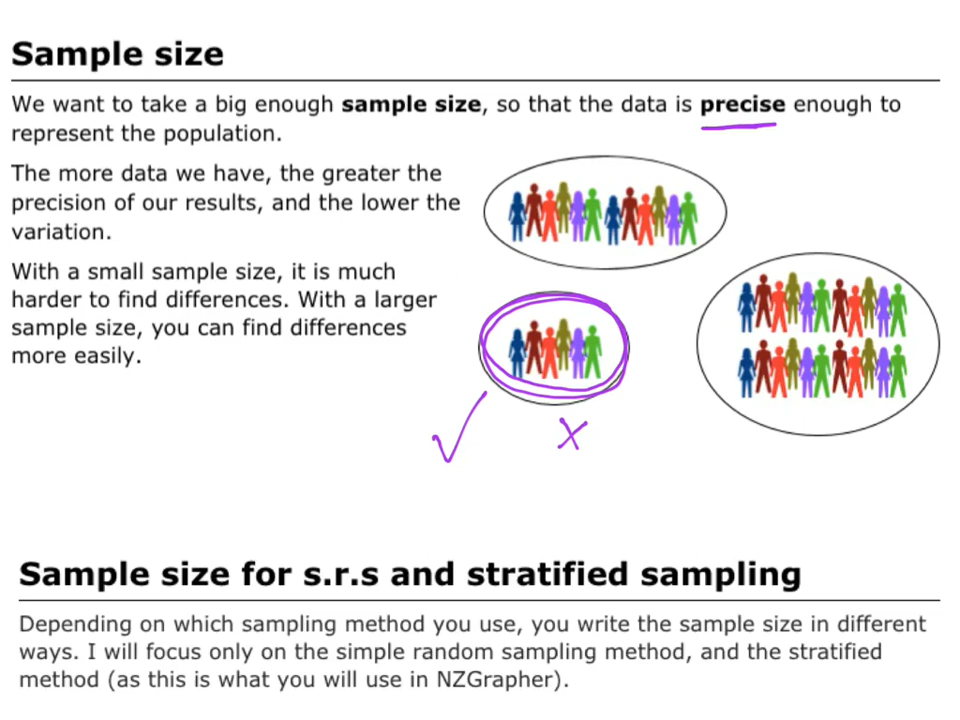 Sample size
We want to take a big enough sample size, so that the data is precise enough to
represent the population.
The more data we have, the greater the
precision of our results, and the lower the
variation.
With a small sample size, it is much
harder to find differences. With a larger
sample size, you can find differences
more easily.
Sample size for s.r.s and stratified sampling
Depending on which sampling method you use, you write the sample size in different
ways. I will focus only on the simple random sampling method, and the stratified
method (as this is what you will use in NZGrapher).